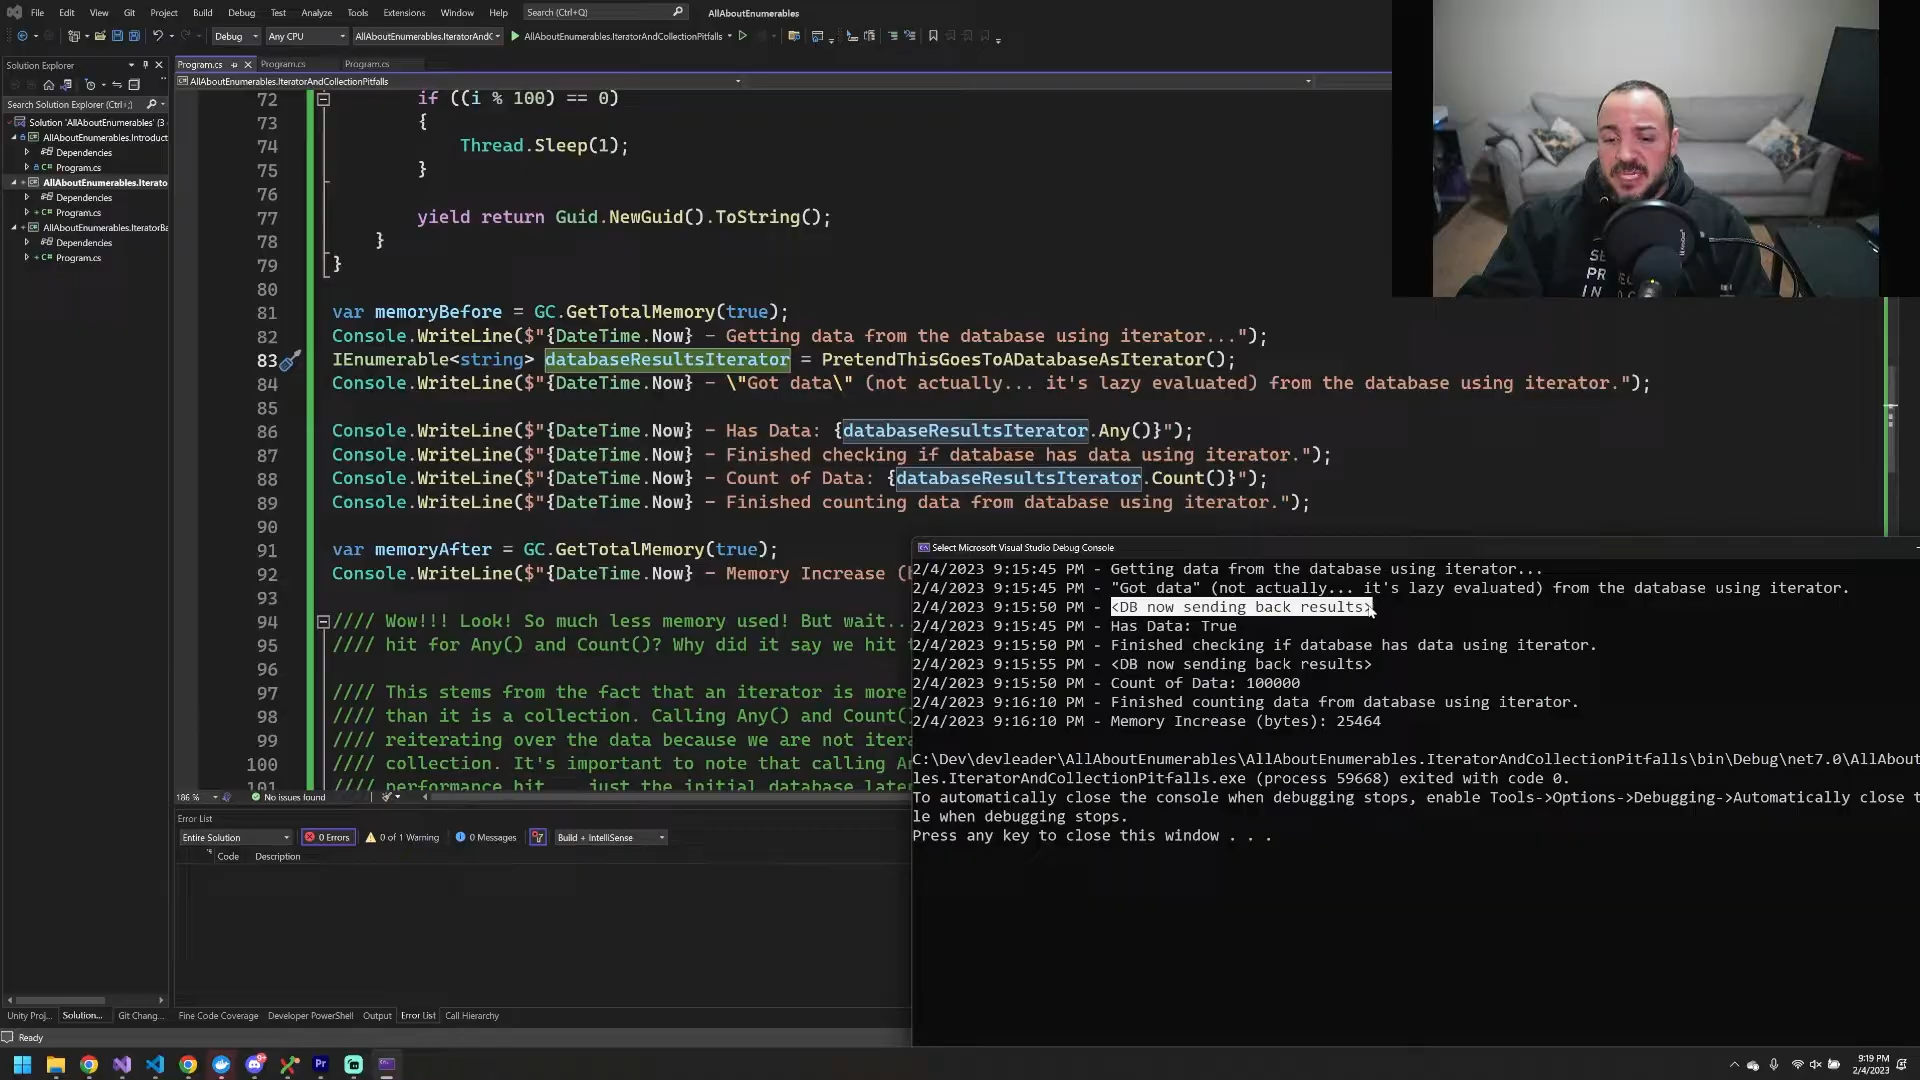 File Edit View Git Project Build Debug Test Analyze Tools Extensions Window Help Search (Ctrl+Q) AllAboutEnumerables
Debug Any CPU AllAboutEnumerables.IteratorAndC AllAboutEnumerables.IteratorAndCollectionPitfalls
Solution Explorer
Search Solution Explorer (Ctrl+;)
Solution 'AllAboutEnumerables' (3
AllAboutEnumerables.Introduct
Dependencies
C# Program.cs
AllAboutEnumerables.Iterato
Dependencies
C# Program.cs
AllAboutEnumerables.IteratorBa
Dependencies
C# Program.cs
Program.cs Program.cs Program.cs
AllAboutEnumerables.IteratorAndCollectionPitfalls
72 if ((i % 100) == 0)
73 {
74 Thread.Sleep(1);
75 }
76
77 yield return Guid.NewGuid().ToString();
78 }
79 }
80
81 var memoryBefore = GC.GetTotalMemory(true);
82 Console.WriteLine($"{DateTime.Now} - Getting data from the database using iterator...");
83 IEnumerable<string> databaseResultsIterator = PretendThisGoesToADatabaseAsIterator();
84 Console.WriteLine($"{DateTime.Now} - \"Got data\" (not actually... it's lazy evaluated) from the database using iterator.");
85
86 Console.WriteLine($"{DateTime.Now} - Has Data: {databaseResultsIterator.Any()}");
87 Console.WriteLine($"{DateTime.Now} - Finished checking if database has data using iterator.");
88 Console.WriteLine($"{DateTime.Now} - Count of Data: {databaseResultsIterator.Count()}");
89 Console.WriteLine($"{DateTime.Now} - Finished counting data from database using iterator.");
90
91 var memoryAfter = GC.GetTotalMemory(true);
92 Console.WriteLine($"{DateTime.Now} - Memory Increase (
93
94 //// Wow!!! Look! So much less memory used! But wait..
95 //// hit for Any() and Count()? Why did it say we hit
96
97 //// This stems from the fact that an iterator is more
98 //// than it is a collection. Calling Any() and Count()
99 //// reiterating over the data because we are not itera
100 //// collection. It's important to note that calling An
101 //// performance hit... just the initial database late
186 % No issues found
Error List
Entire Solution 0 Errors 0 of 1 Warning 0 Messages Build + IntelliSense
Code Description
Unity Proj... Solution... Git Chang... Fine Code Coverage Developer PowerShell Output Error List Call Hierarchy
Ready
Select Microsoft Visual Studio Debug Console
2/4/2023 9:15:45 PM - Getting data from the database using iterator...
2/4/2023 9:15:45 PM - "Got data" (not actually... it's lazy evaluated) from the database using iterator.
2/4/2023 9:15:50 PM - <DB now sending back results>
2/4/2023 9:15:45 PM - Has Data: True
2/4/2023 9:15:50 PM - Finished checking if database has data using iterator.
2/4/2023 9:15:55 PM - <DB now sending back results>
2/4/2023 9:15:50 PM - Count of Data: 100000
2/4/2023 9:16:10 PM - Finished counting data from database using iterator.
2/4/2023 9:16:10 PM - Memory Increase (bytes): 25464
C:\Dev\devleader\AllAboutEnumerables\AllAboutEnumerables.IteratorAndCollectionPitfalls\bin\Debug\net7.0\AllAbout
les.IteratorAndCollectionPitfalls.exe (process 59668) exited with code 0.
To automatically close the console when debugging stops, enable Tools->Options->Debugging->Automatically close t
le when debugging stops.
Press any key to close this window . . .
9:19 PM
2/4/2023